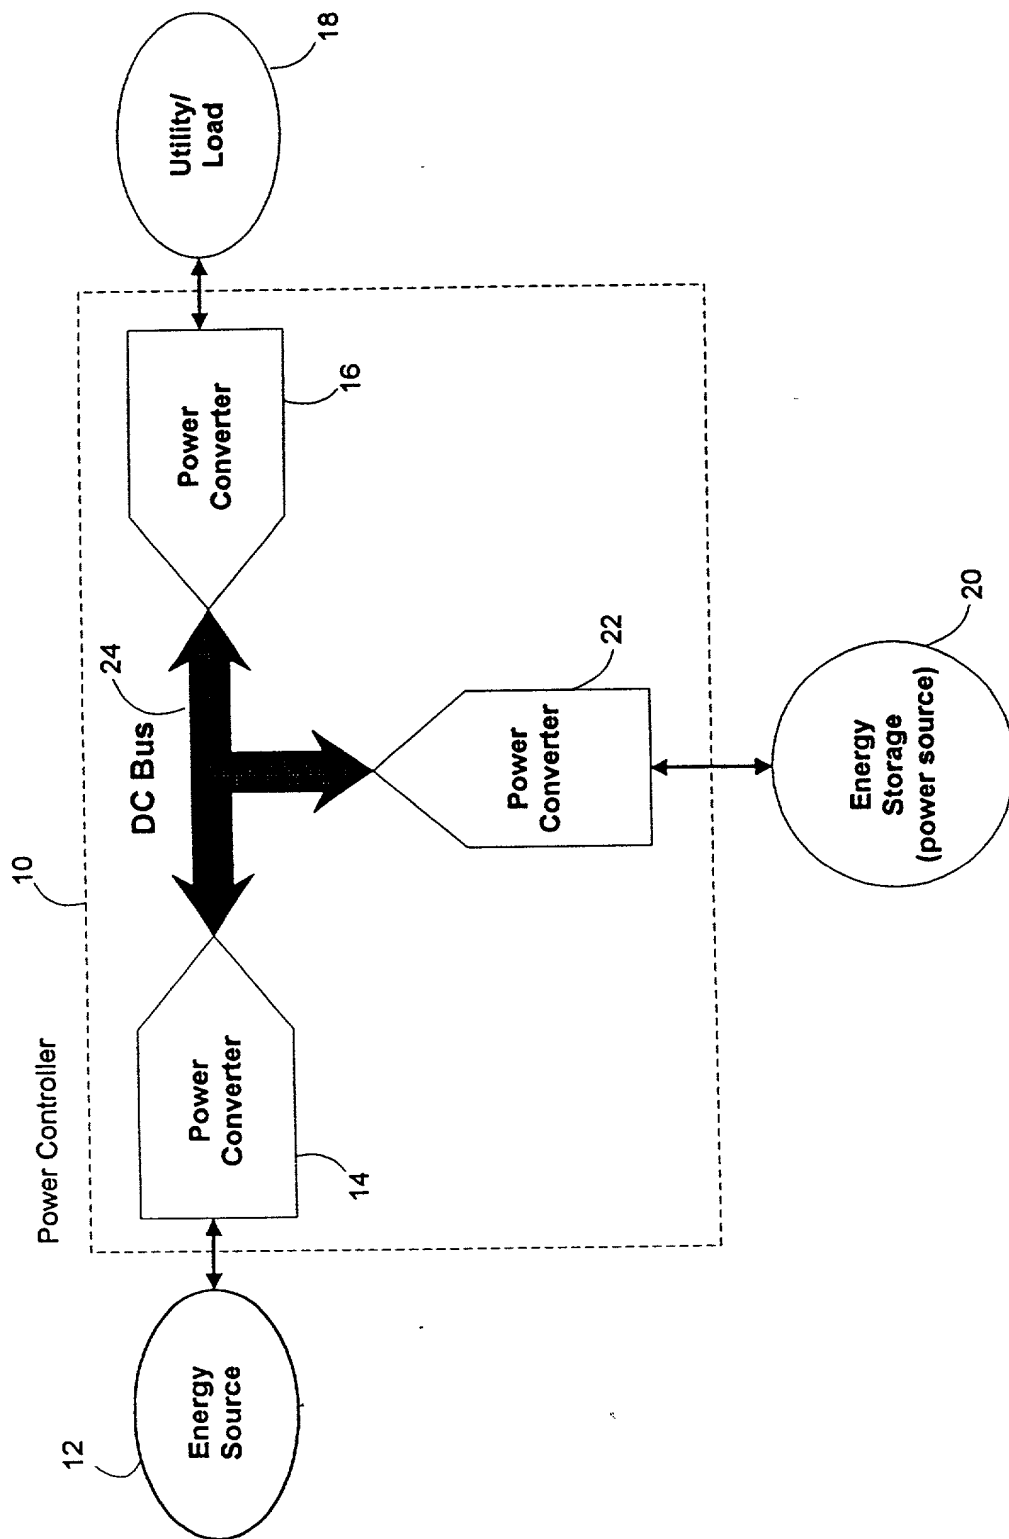 Power Controller
10
12
Energy
Source
14
Power
Converter
DC Bus
24
Power
Converter
16
Utility/
Load
18
Power
Converter
22
Energy
Storage
(power source)
20